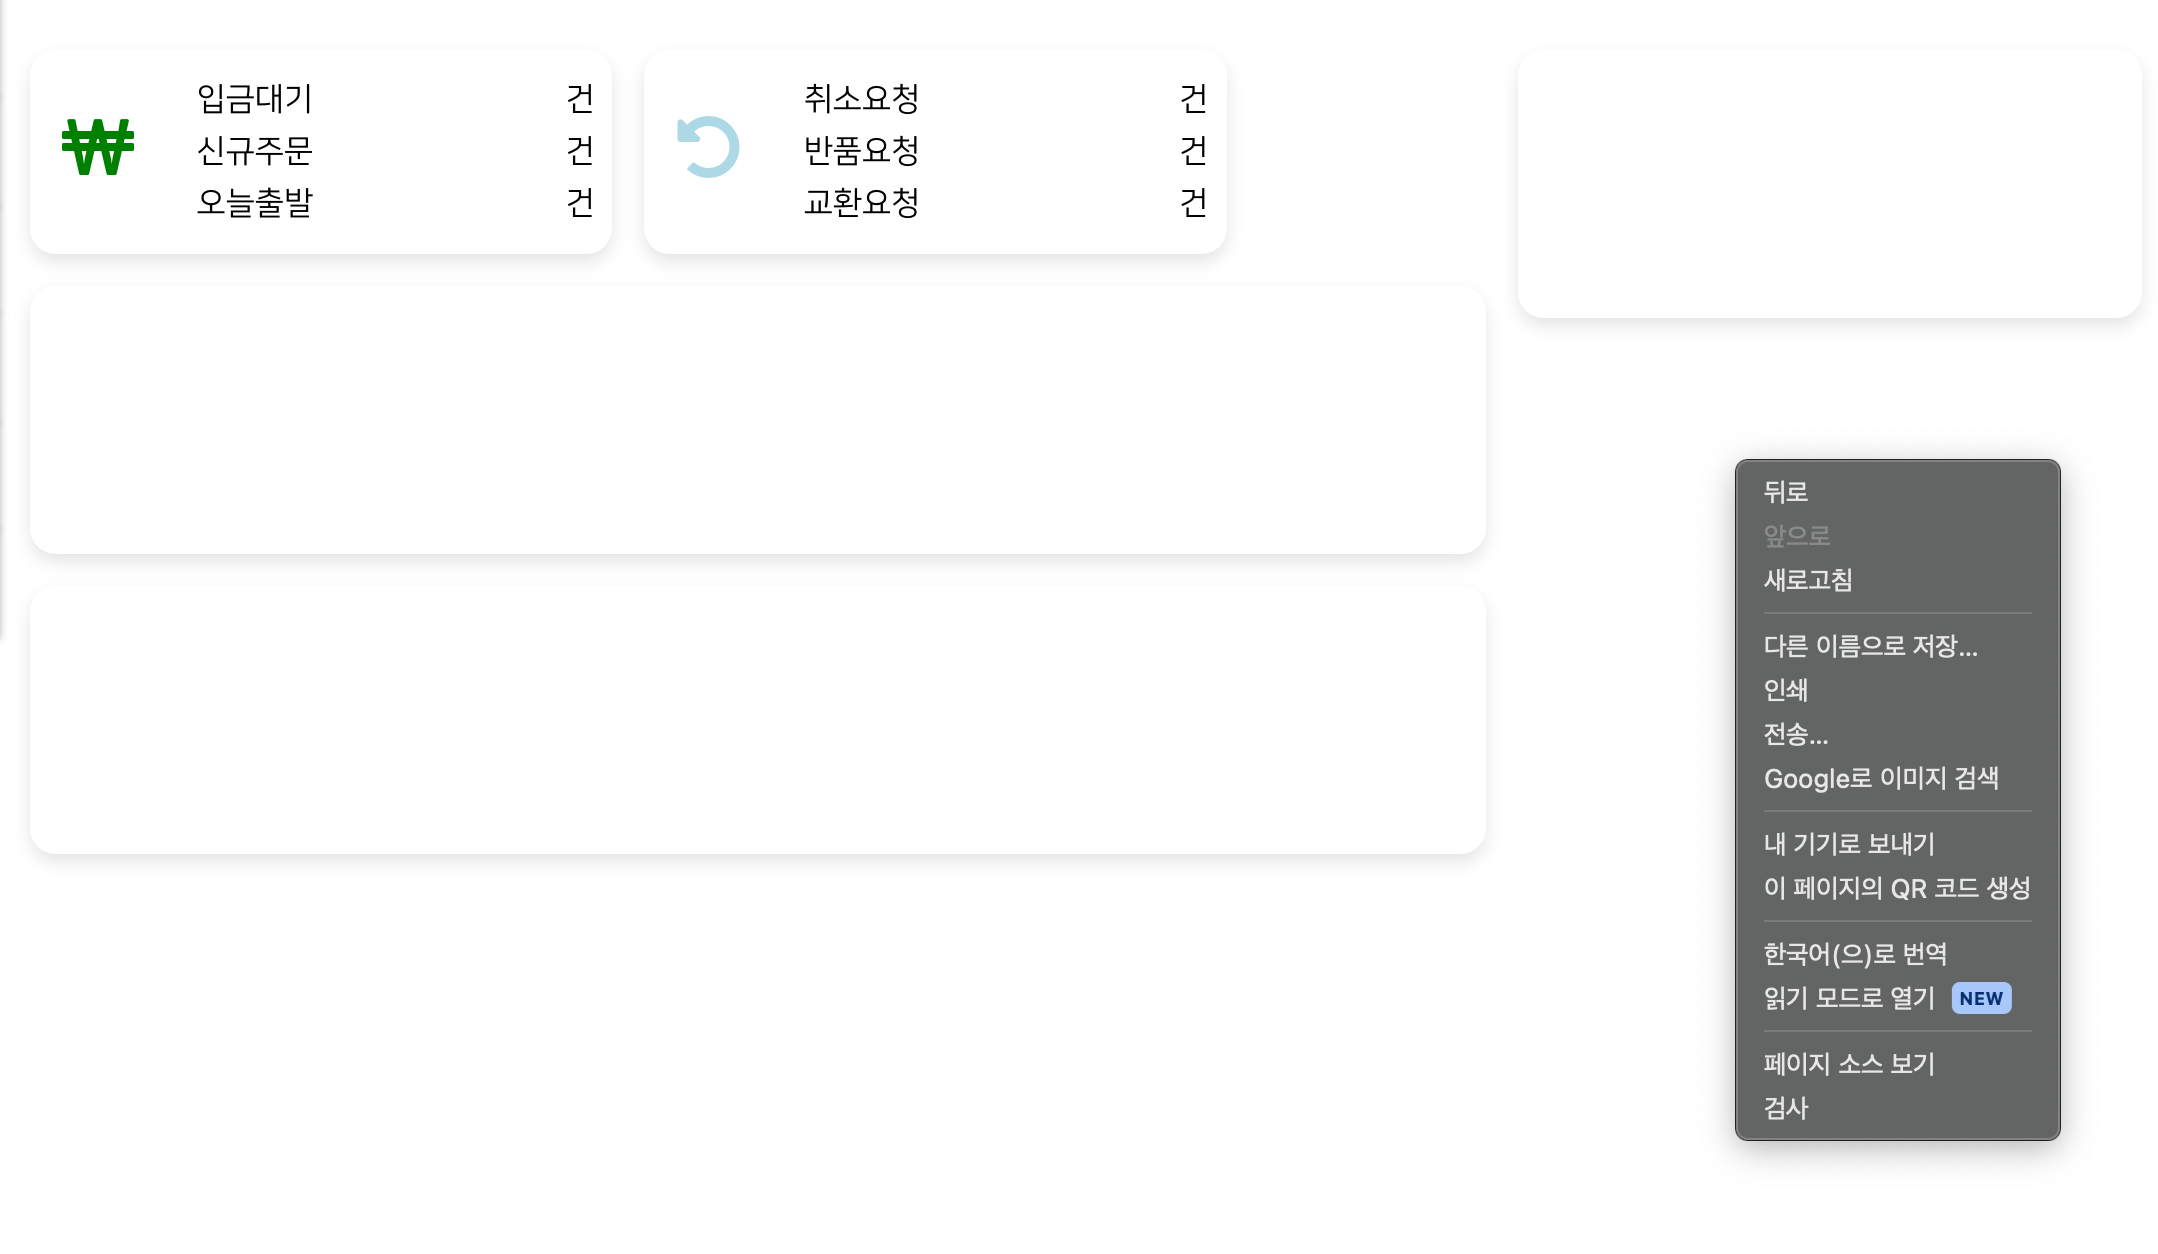 입금대기 건
신규주문 건
오늘출발 건
취소요청 건
반품요청 건
교환요청 건
뒤로
앞으로
새로고침
다른 이름으로 저장...
인쇄
전송...
Google로 이미지 검색
내 기기로 보내기
이 페이지의 QR 코드 생성
한국어(으)로 번역
읽기 모드로 열기 NEW
페이지 소스 보기
검사